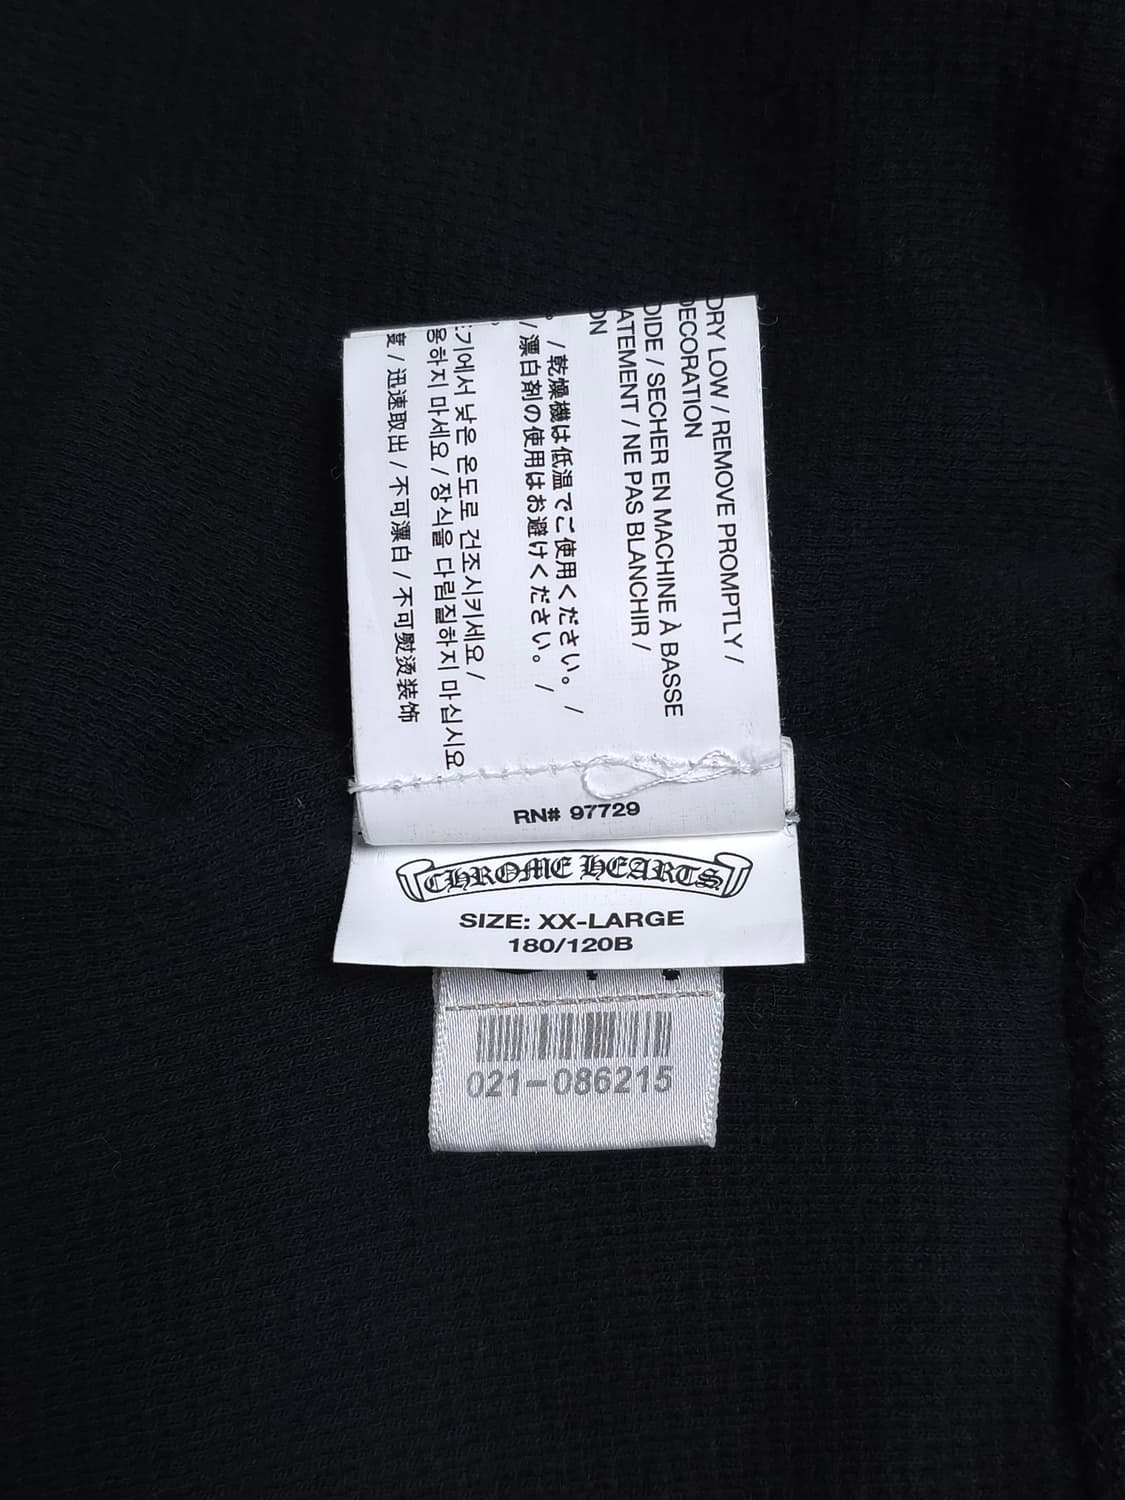 DRY LOW / REMOVE PROMPTLY /
DECORATION
OIDE / SECHER EN MACHINE À BASSE
ATEMENT / NE PAS BLANCHIR /
ON
/ 乾燥機は低温でご使用ください。 /
/ 漂白剤の使用はお避けください。 /
기에서 낮은 온도로 건조시키세요 /
용하지 마세요 / 장식을 다림질하지 마십시요
/ 迅速取出 / 不可漂白 / 不可熨烫装饰
RN# 97729
CHROME HEARTS
SIZE: XX-LARGE
180/120B
021-086215